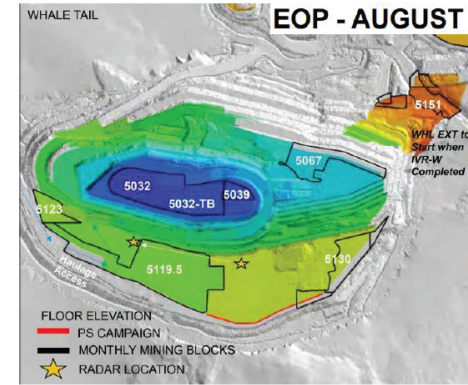 WHALE TAIL
EOP - AUGUST
5151
WHL EXT to
Start when
IVR-W
Completed
5067
5032
5039
5032-TB
5123
5130
5119.5
Haulage
Access
FLOOR ELEVATION
PS CAMPAIGN
MONTHLY MINING BLOCKS
RADAR LOCATION